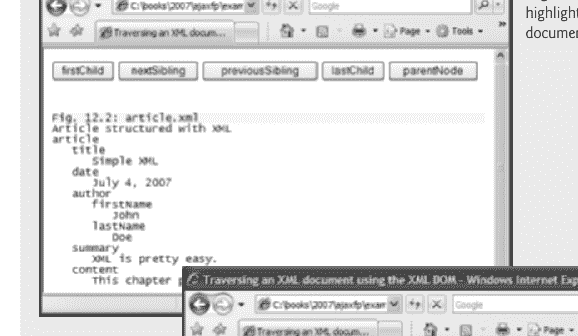 C:\books\2007\ajaxfp\exam
Google
Traversing an XML docum...
Page
Tools
highlight
documen
firstChild
nextSibling
previousSibling
lastChild
parentNode
Fig. 12.2: article.xml
Article structured with XML
article
title
Simple XML
date
July 4, 2007
author
firstName
John
lastName
Doe
summary
XML is pretty easy.
content
This chapter
Traversing an XML document using the XML DOM - Windows Internet Exp
C:\books\2007\ajaxfp\exam
Google
Traversing an XML docum...
Page